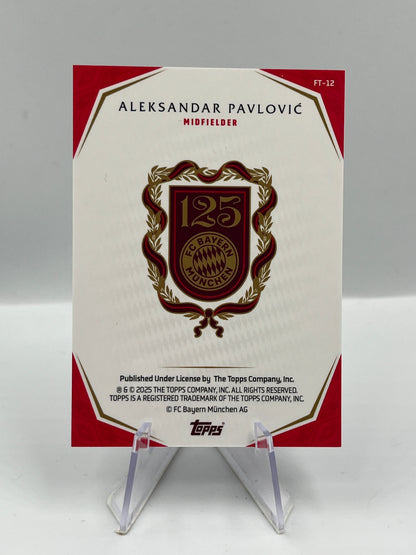 FT-12
ALEKSANDAR PAVLOVIĆ
MIDFIELDER
125
FC BAYERN
MÜNCHEN
Published Under License by The Topps Company, Inc.
® & © 2025 THE TOPPS COMPANY, INC. ALL RIGHTS RESERVED.
TOPPS IS A REGISTERED TRADEMARK OF THE TOPPS COMPANY, INC.
© FC Bayern München AG
topps